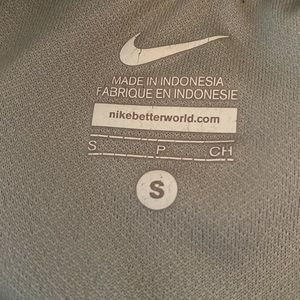 MADE IN INDONESIA
FABRIQUE EN INDONESIE
nikebetterworld.com
S P CH
S